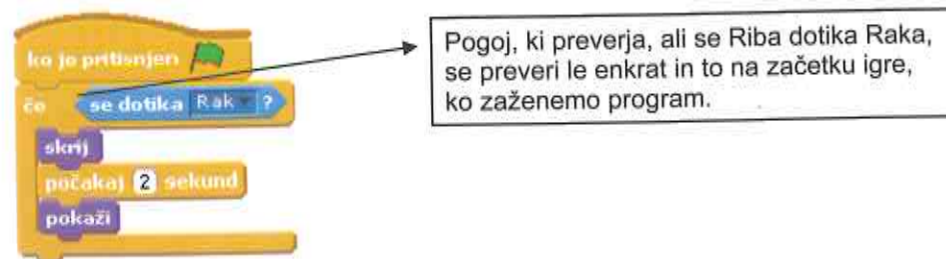 ko je pritisnjen
če se dotika Rak ?
skrij
počakaj 2 sekund
pokaži
Pogoj, ki preverja, ali se Riba dotika Raka,
se preveri le enkrat in to na začetku igre,
ko zaženemo program.